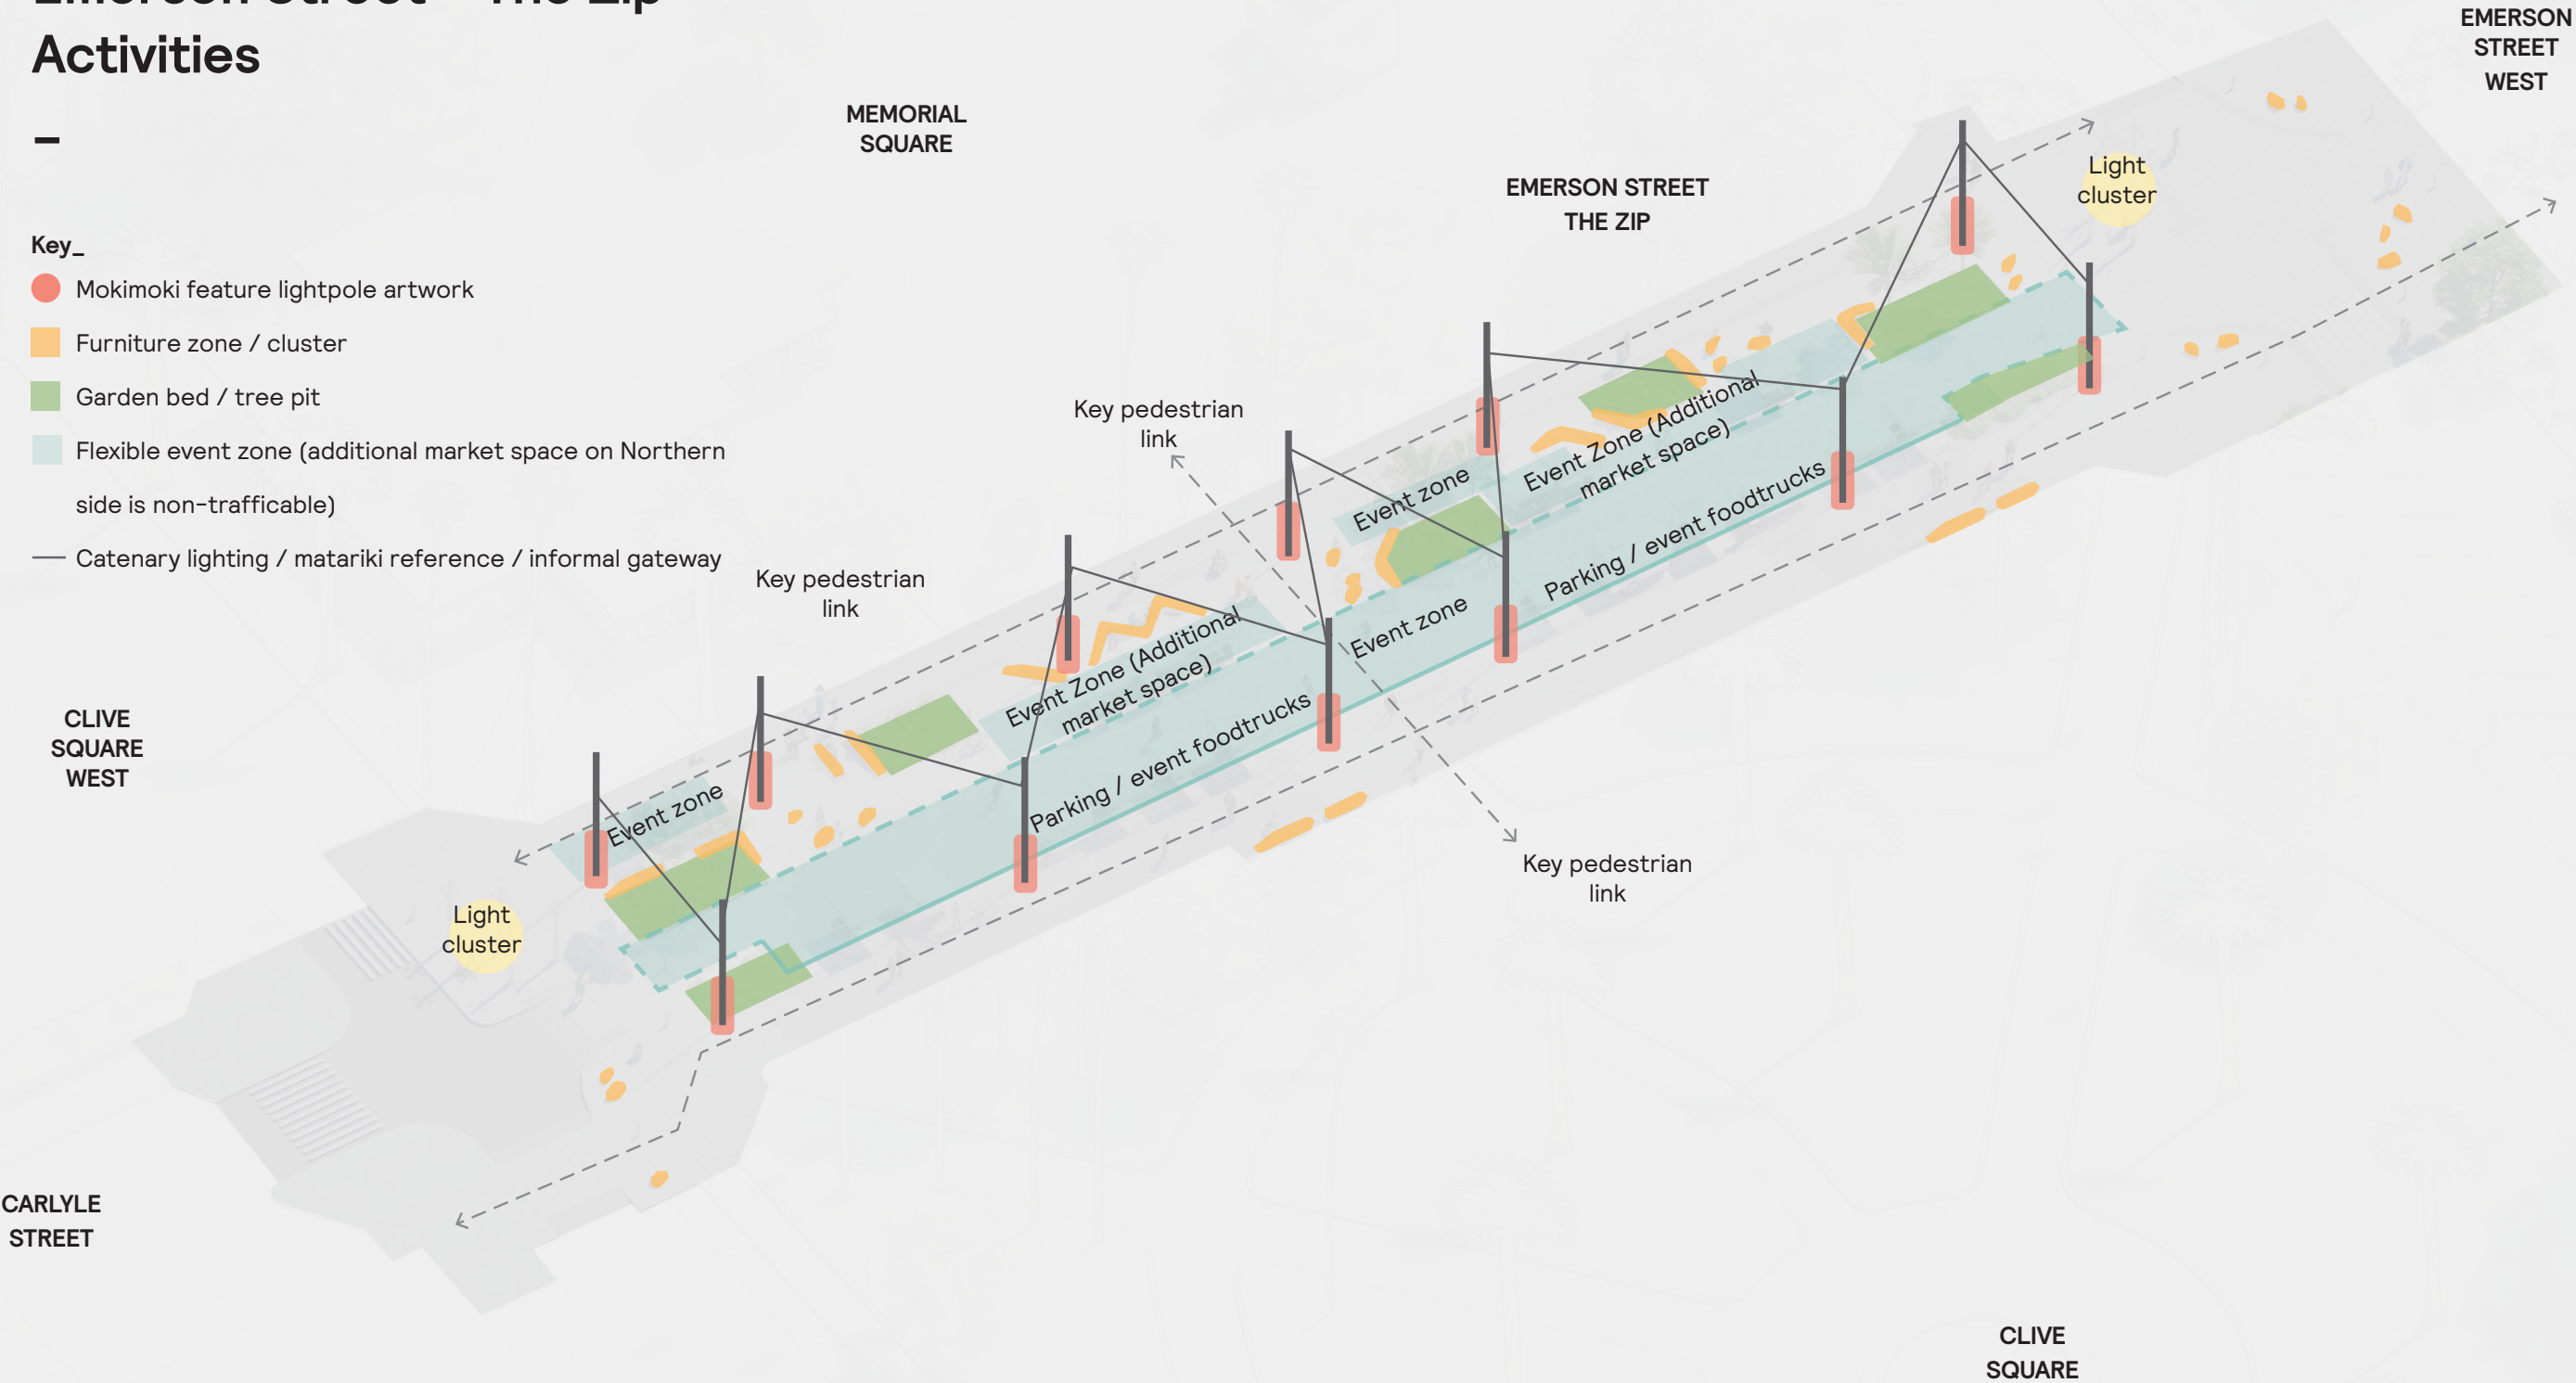 Emerson Street - The Zip
Activities
–
EMERSON
STREET
WEST
MEMORIAL
SQUARE
EMERSON STREET
THE ZIP
Light
cluster
Key_
Mokimoki feature lightpole artwork
Furniture zone / cluster
Garden bed / tree pit
Flexible event zone (additional market space on Northern
side is non-trafficable)
Catenary lighting / matariki reference / informal gateway
Key pedestrian
link
Key pedestrian
link
Event zone
Event Zone (Additional
market space)
Parking / event foodtrucks
Event zone
Event Zone (Additional
market space)
Parking / event foodtrucks
CLIVE
SQUARE
WEST
Event zone
Key pedestrian
link
Light
cluster
CARLYLE
STREET
CLIVE
SQUARE